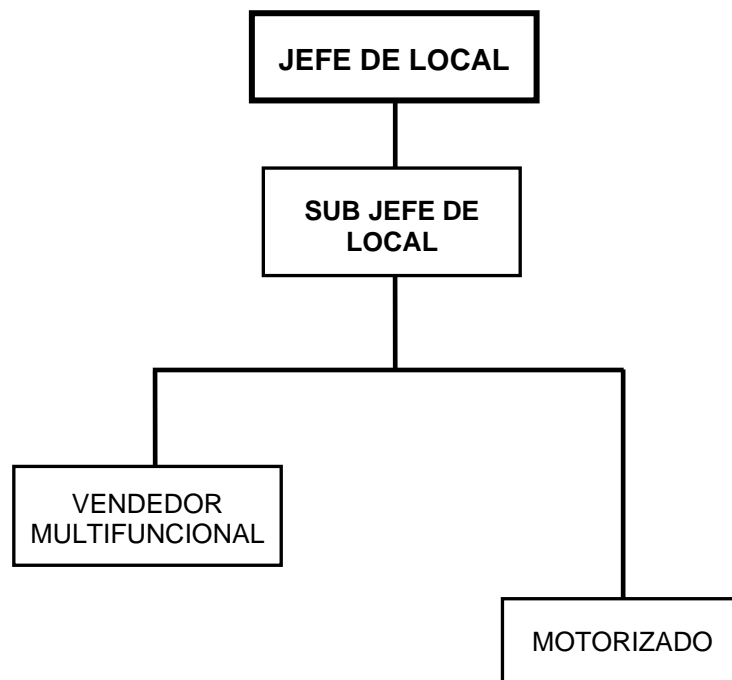 JEFE DE LOCAL
SUB JEFE DE
LOCAL
VENDEDOR
MULTIFUNCIONAL
MOTORIZADO